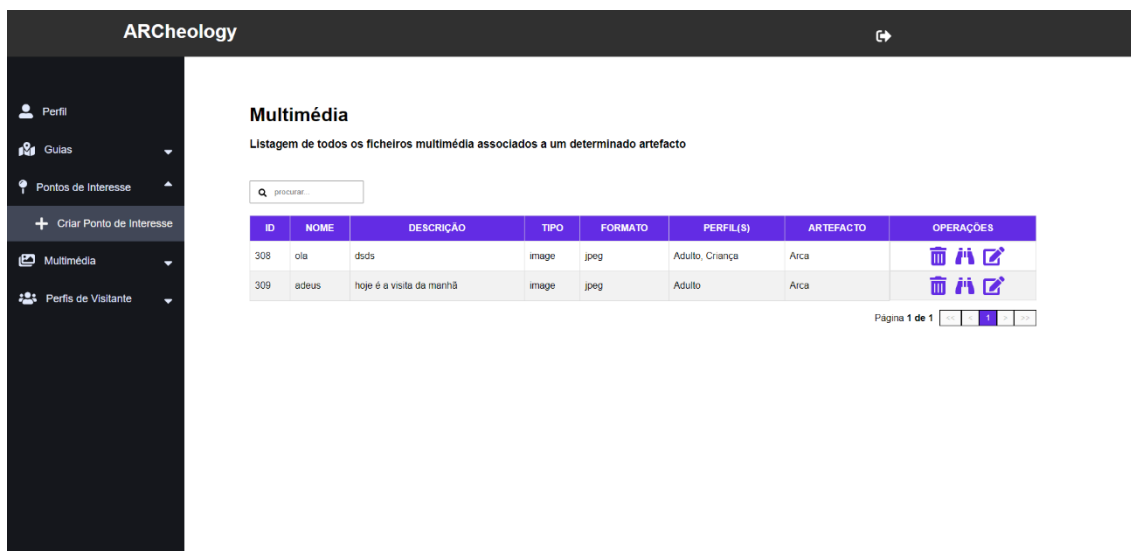 ARCheology
Perfil
Guias
Pontos de Interesse
Criar Ponto de Interesse
Multimédia
Perfis de Visitante
Multimédia
Listagem de todos os ficheiros multimédia associados a um determinado artefacto
procurar...
ID NOME DESCRIÇÃO TIPO FORMATO PERFIL(S) ARTEFACTO OPERAÇÕES
308 ola dsds image jpeg Adulto, Criança Arca
309 adeus hoje é a visita da manhã image jpeg Adulto Arca
Página 1 de 1 << < 1 > >>